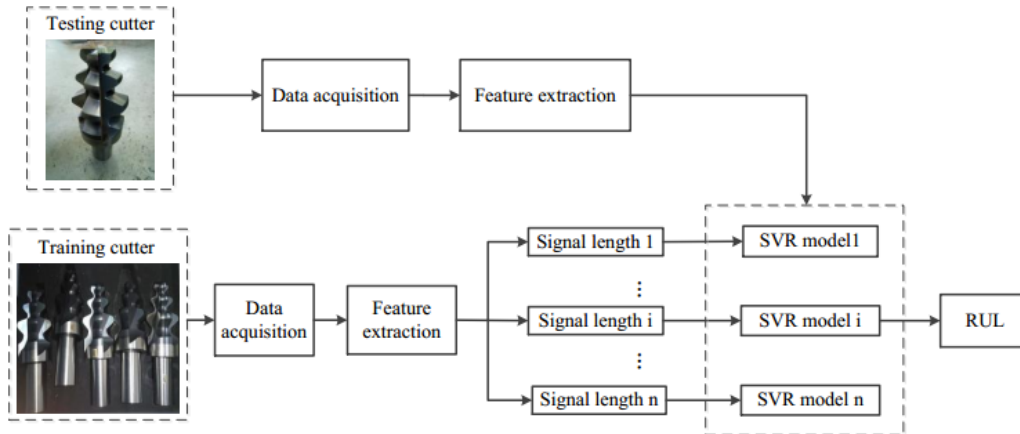 Testing cutter
Data acquisition
Feature extraction
Training cutter
Data
acquisition
Feature
extraction
Signal length 1
⋮
Signal length i
⋮
Signal length n
SVR model1
SVR model i
SVR model n
RUL